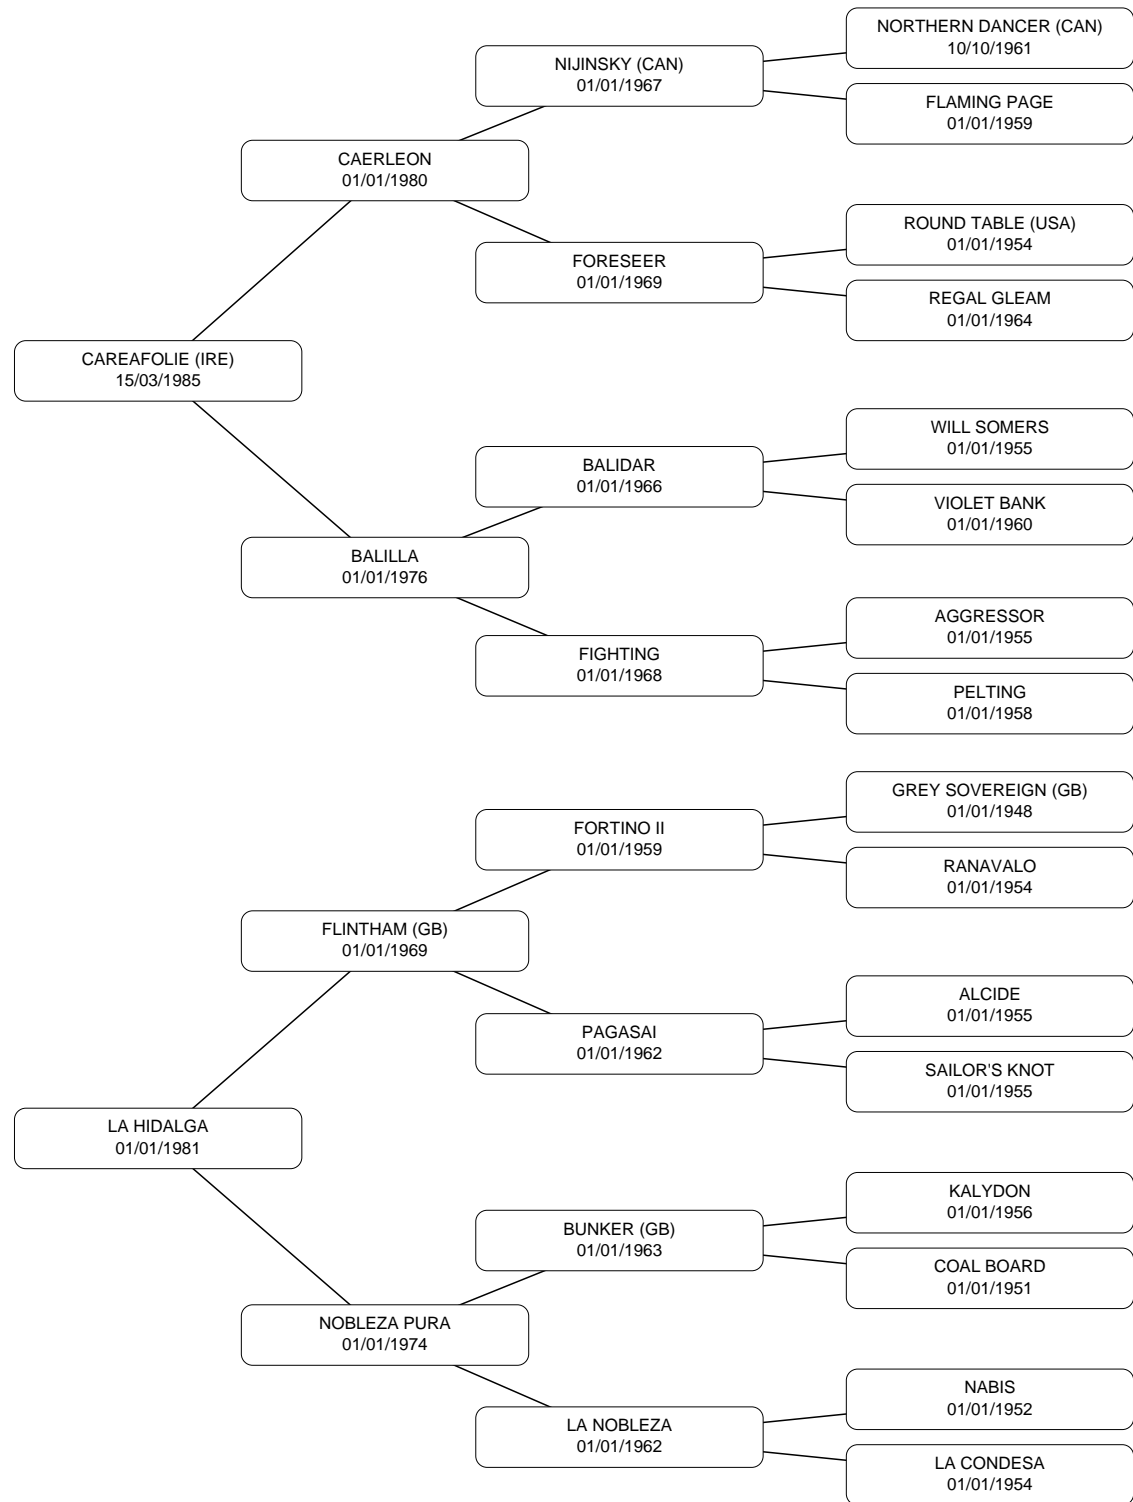 NORTHERN DANCER (CAN)
10/10/1961
NIJINSKY (CAN)
01/01/1967
FLAMING PAGE
01/01/1959
CAERLEON
01/01/1980
ROUND TABLE (USA)
01/01/1954
FORESEER
01/01/1969
REGAL GLEAM
01/01/1964
CAREAFOLIE (IRE)
15/03/1985
WILL SOMERS
01/01/1955
BALIDAR
01/01/1966
VIOLET BANK
01/01/1960
BALILLA
01/01/1976
AGGRESSOR
01/01/1955
FIGHTING
01/01/1968
PELTING
01/01/1958
GREY SOVEREIGN (GB)
01/01/1948
FORTINO II
01/01/1959
RANAVALO
01/01/1954
FLINTHAM (GB)
01/01/1969
ALCIDE
01/01/1955
PAGASAI
01/01/1962
SAILOR'S KNOT
01/01/1955
LA HIDALGA
01/01/1981
KALYDON
01/01/1956
BUNKER (GB)
01/01/1963
COAL BOARD
01/01/1951
NOBLEZA PURA
01/01/1974
NABIS
01/01/1952
LA NOBLEZA
01/01/1962
LA CONDESA
01/01/1954